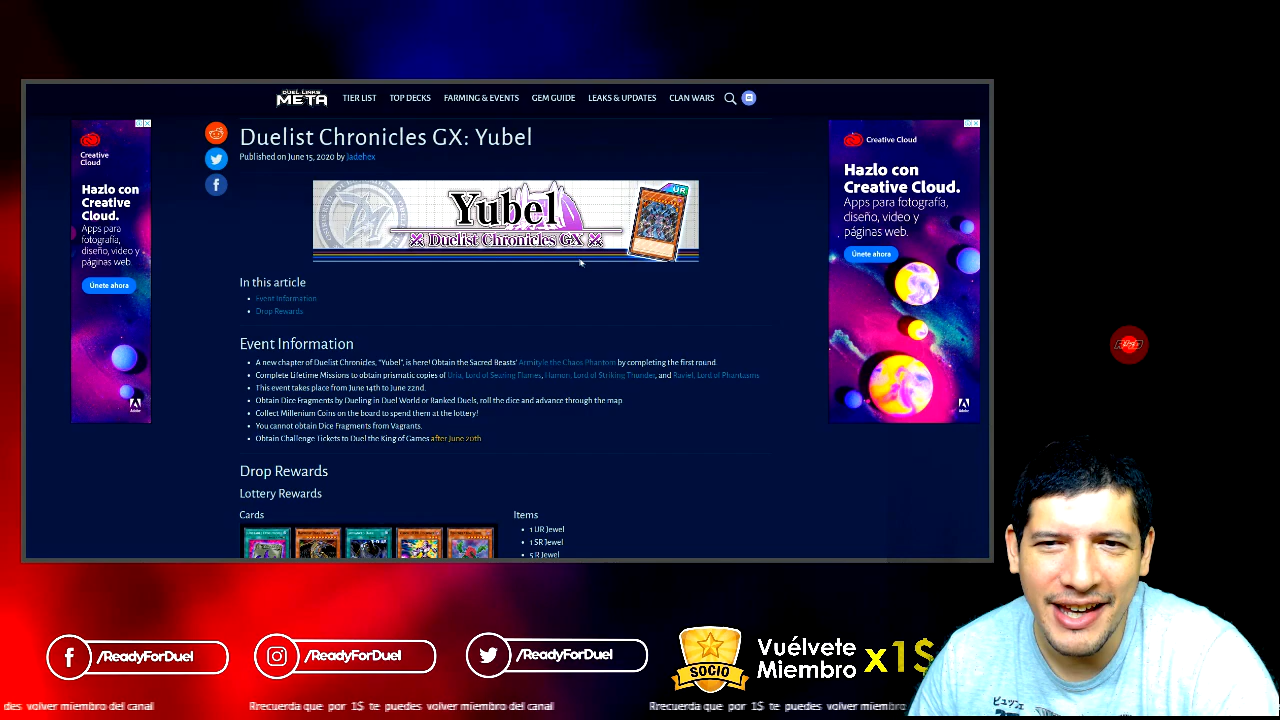 DUEL LINKS
META
TIER LIST
TOP DECKS
FARMING & EVENTS
GEM GUIDE
LEAKS & UPDATES
CLAN WARS
Duelist Chronicles GX: Yubel
Published on June 15, 2020 by Jadehex
Creative Cloud
Hazlo con Creative Cloud.
Apps para fotografía, diseño, video y páginas web.
Únete ahora
Adobe
Yubel
Duelist Chronicles GX
UR
In this article
Event Information
Drop Rewards
Event Information
A new chapter of Duelist Chronicles, "Yubel", is here! Obtain the Sacred Beasts' Armityle the Chaos Phantom by completing the first round.
Complete Lifetime Missions to obtain prismatic copies of Uria, Lord of Searing Flames, Hamon, Lord of Striking Thunder, and Raviel, Lord of Phantasms
This event takes place from June 14th to June 22nd.
Obtain Dice Fragments by Dueling in Duel World or Ranked Duels, roll the dice and advance through the map.
Collect Millenium Coins on the board to spend them at the lottery!
You cannot obtain Dice Fragments from Vagrants.
Obtain Challenge Tickets to Duel the King of Games after June 20th
Drop Rewards
Lottery Rewards
Cards
Items
1 UR Jewel
1 SR Jewel
5 R Jewel
Creative Cloud
Hazlo con
Creative Cloud.
Apps para fotografía,
diseño, video y
páginas web.
Únete ahora
Adobe
/ReadyForDuel
/ReadyForDuel
/ReadyForDuel
SOCIO
Vuélvete
Miembro
x1$
des volver miembro del canal
Rrecuerda que por 1$ te puedes volver miembro del canal
Rrecuerda que por 1$ te puedes volver miembro